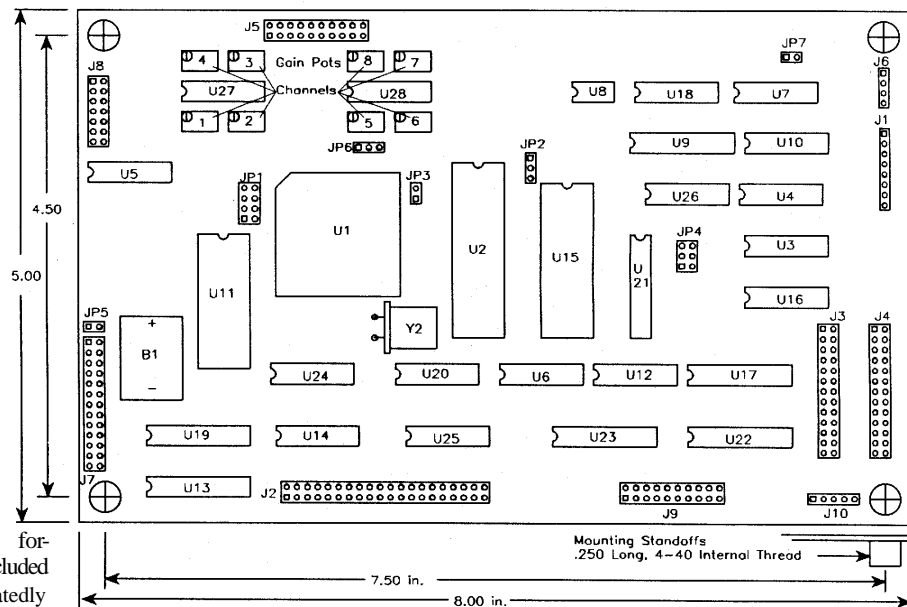 J5
4
3
Gain Pots
8
7
JP7
J8
J6
U27
Channels
U28
U8
U18
U7
1
2
5
6
J1
JP6
JP2
U9
U10
U5
JP1
JP3
U26
U4
4.50
U1
JP4
U3
U2
U15
U
21
5.00
U11
U16
JP5
Y2
J3
J4
+
B1
–
U24
U20
U6
U12
U17
U19
U14
U25
U23
U22
J7
U13
J2
J9
J10
for-
cluded
tedly
Mounting Standoffs
.250 Long, 4-40 Internal Thread
7.50 in.
8.00 in.